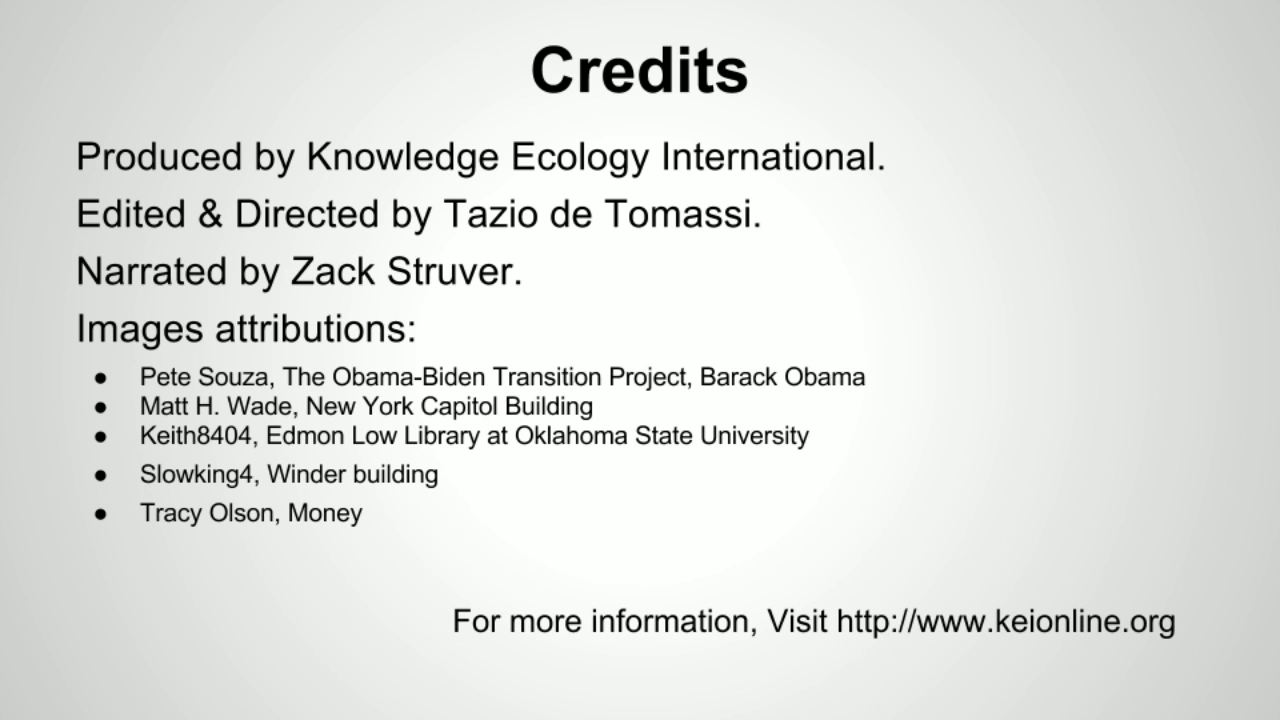 Credits
Produced by Knowledge Ecology International.
Edited & Directed by Tazio de Tomassi.
Narrated by Zack Struver.
Images attributions:
● Pete Souza, The Obama-Biden Transition Project, Barack Obama
● Matt H. Wade, New York Capitol Building
● Keith8404, Edmon Low Library at Oklahoma State University
● Slowking4, Winder building
● Tracy Olson, Money
For more information, Visit http://www.keionline.org